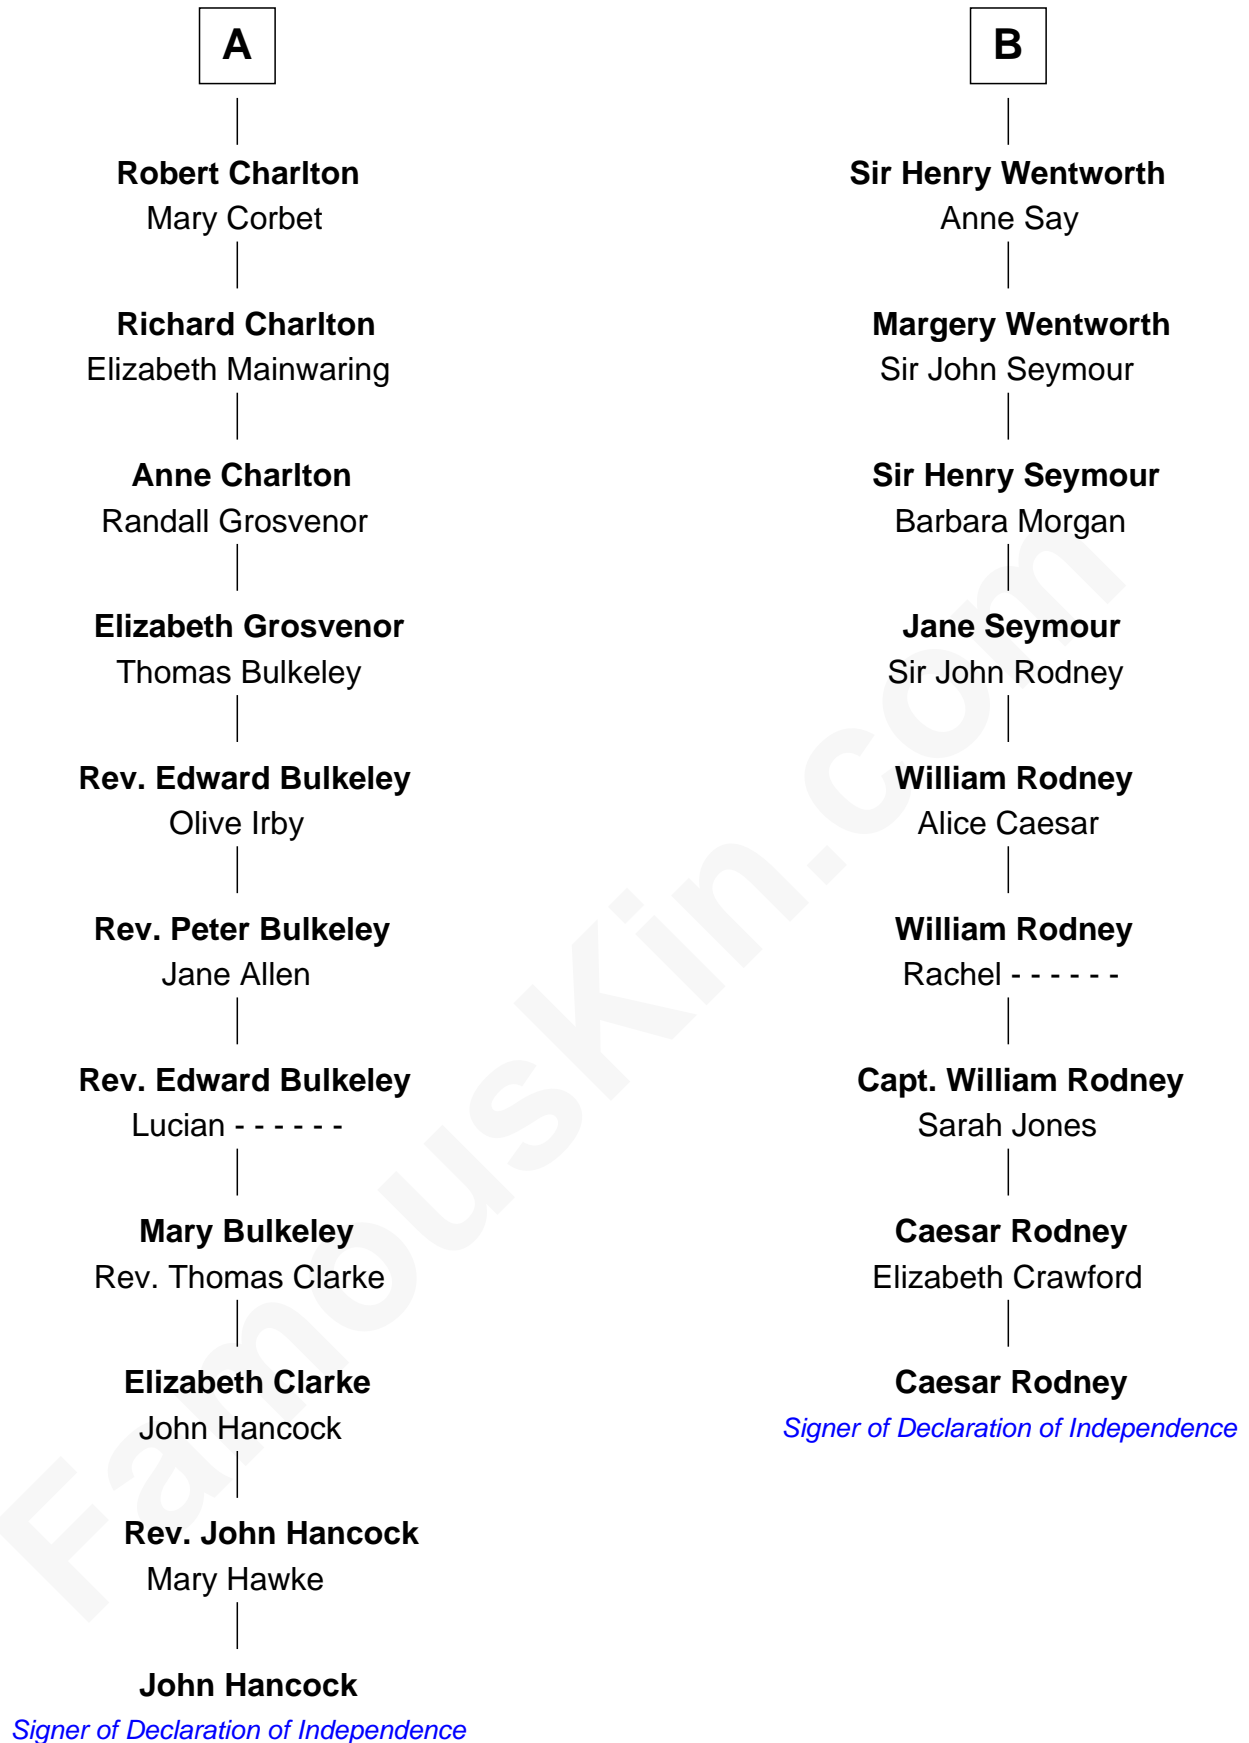 A
Robert Charlton
Mary Corbet
Richard Charlton
Elizabeth Mainwaring
Anne Charlton
Randall Grosvenor
Elizabeth Grosvenor
Thomas Bulkeley
Rev. Edward Bulkeley
Olive Irby
Rev. Peter Bulkeley
Jane Allen
Rev. Edward Bulkeley
Lucian - - - - - -
Mary Bulkeley
Rev. Thomas Clarke
Elizabeth Clarke
John Hancock
Rev. John Hancock
Mary Hawke
John Hancock
Signer of Declaration of Independence
B
Sir Henry Wentworth
Anne Say
Margery Wentworth
Sir John Seymour
Sir Henry Seymour
Barbara Morgan
Jane Seymour
Sir John Rodney
William Rodney
Alice Caesar
William Rodney
Rachel - - - - - -
Capt. William Rodney
Sarah Jones
Caesar Rodney
Elizabeth Crawford
Caesar Rodney
Signer of Declaration of Independence
FamousKin.com